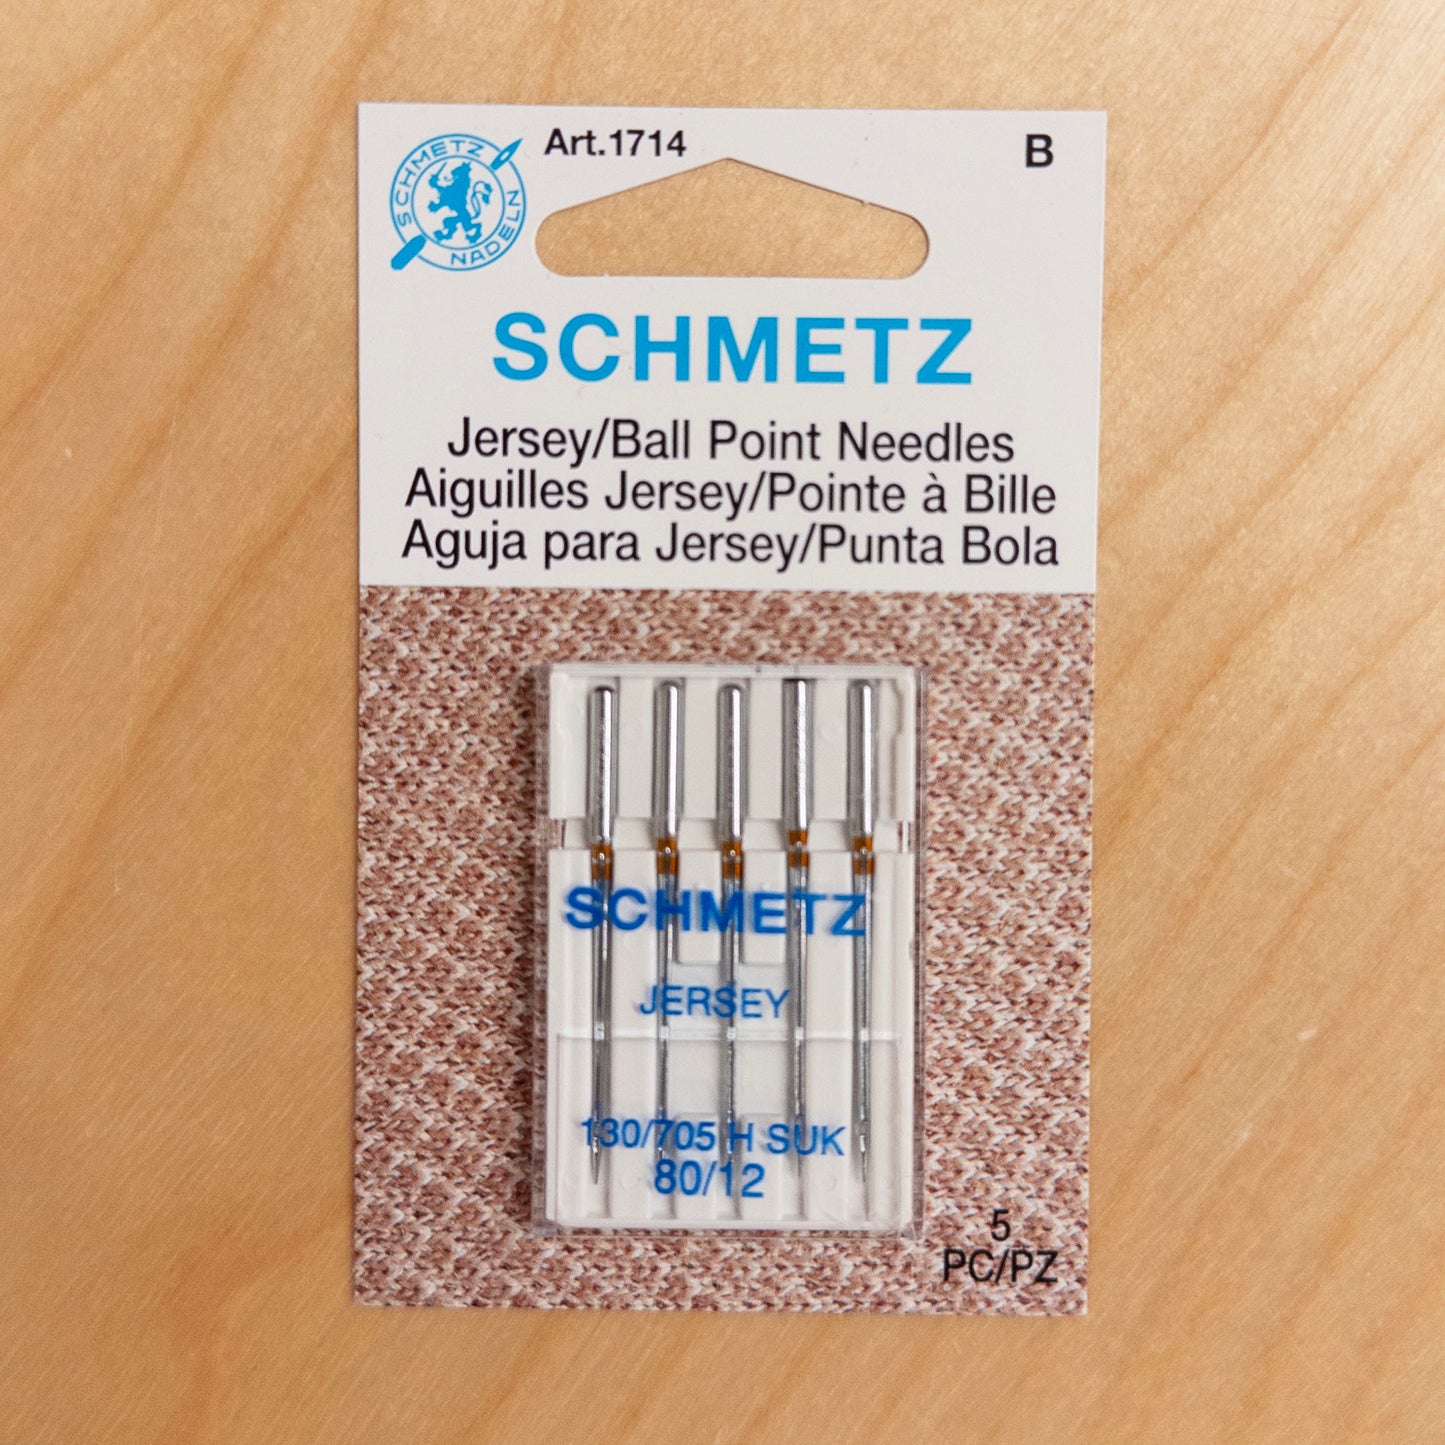 SCHMETZ
NADELN
Art.1714
B
SCHMETZ
Jersey/Ball Point Needles
Aiguilles Jersey/Pointe à Bille
Aguja para Jersey/Punta Bola
SCHMETZ
JERSEY
130/705 H SUK
80/12
5
PC/PZ